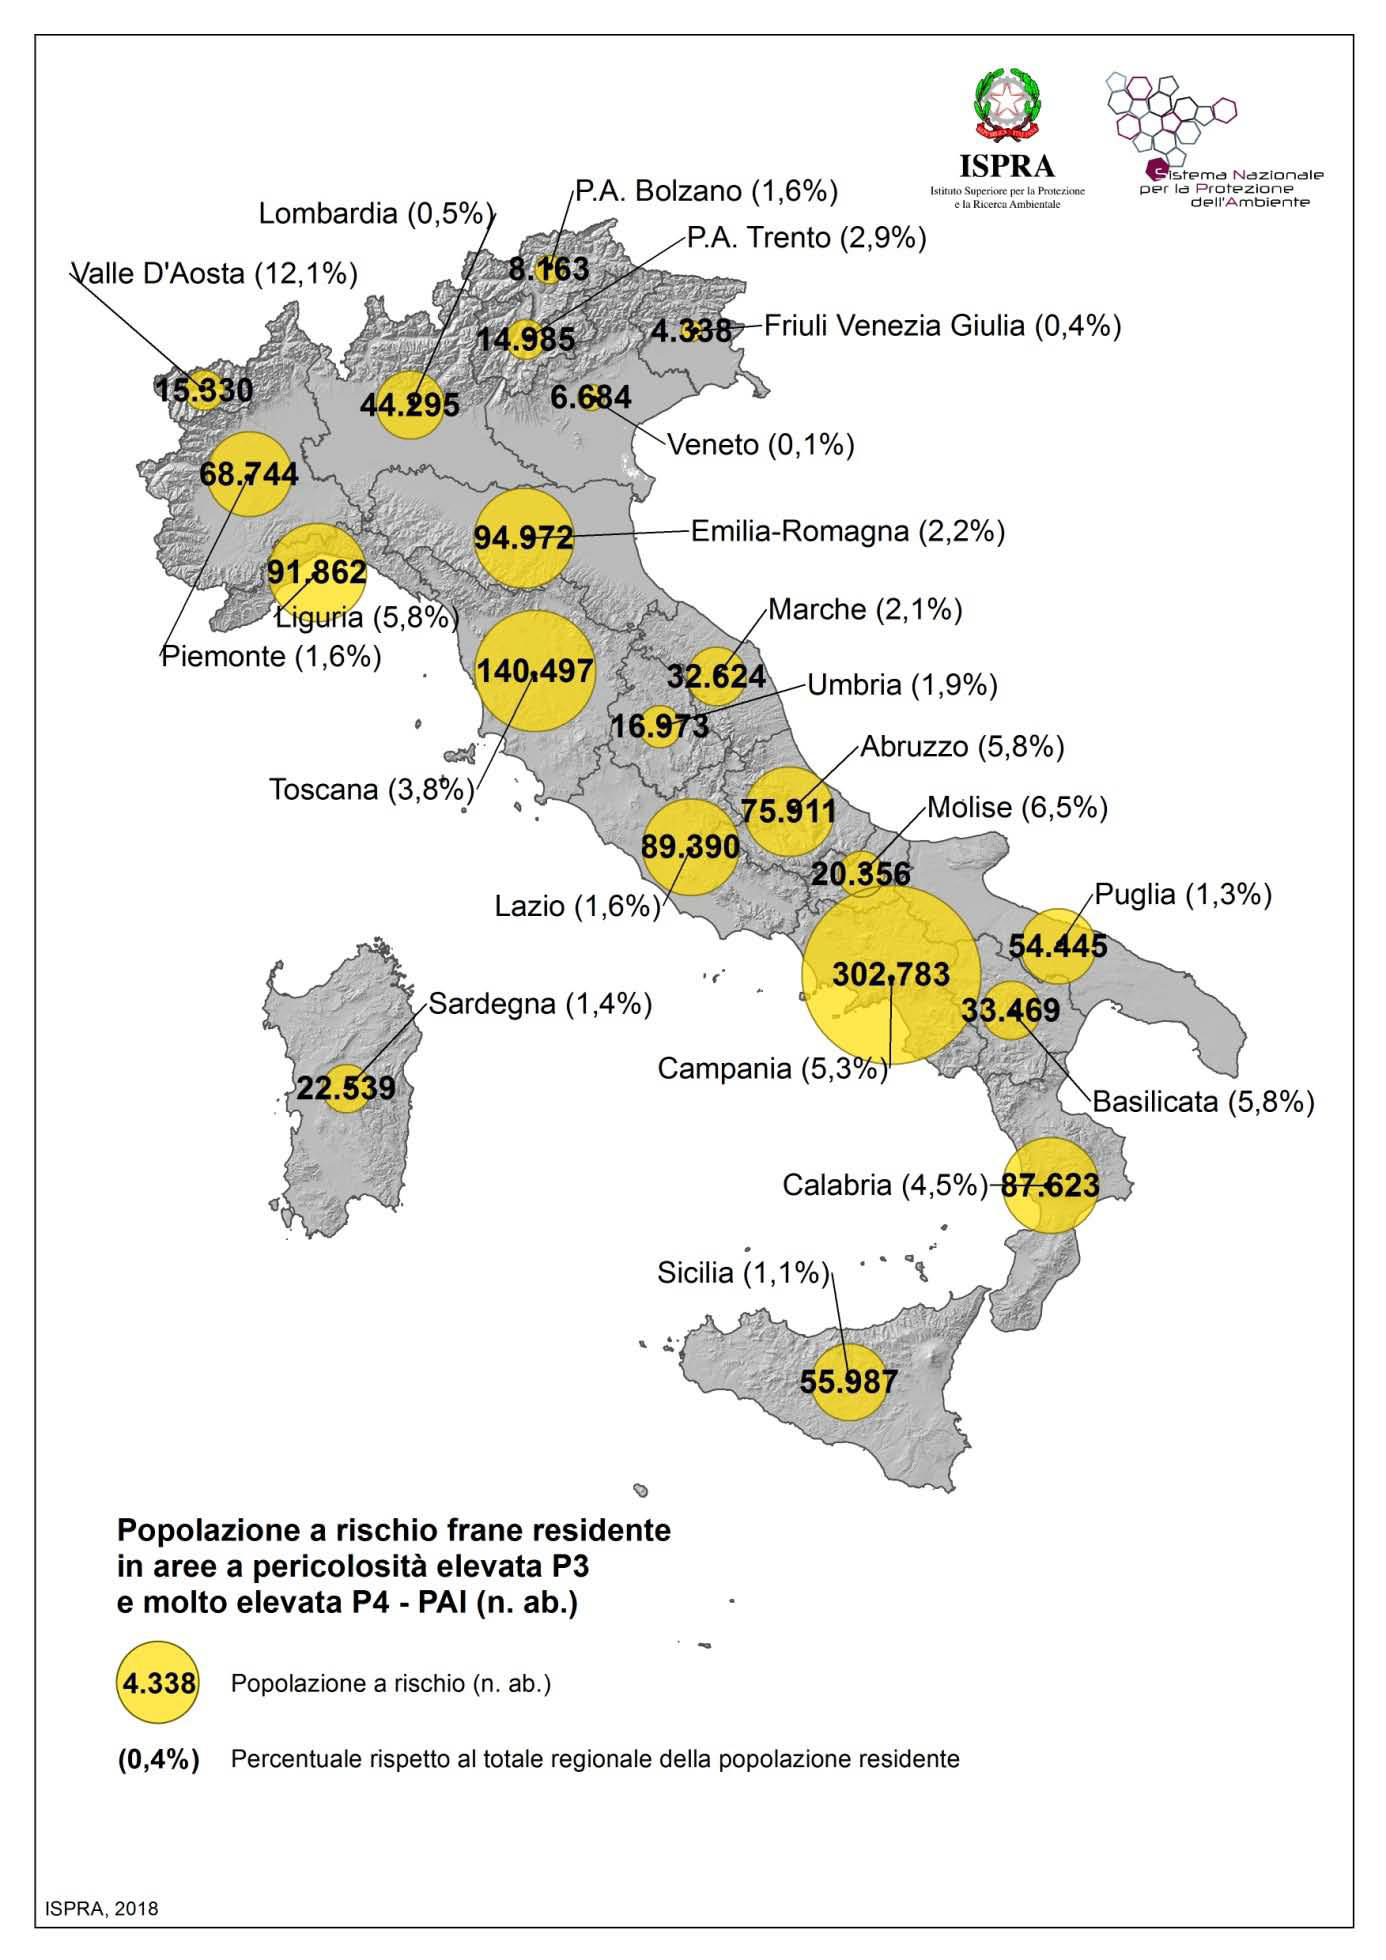 ISPRA
Istituto Superiore per la Protezione
e la Ricerca Ambientale
Sistema Nazionale
per la Protezione
dell'Ambiente
P.A. Bolzano (1,6%)
Lombardia (0,5%)
P.A. Trento (2,9%)
8.163
Valle D'Aosta (12,1%)
Friuli Venezia Giulia (0,4%)
4.338
14.985
15.330
44.295
6.684
Veneto (0,1%)
68.744
Emilia-Romagna (2,2%)
94.972
91.862
Liguria (5,8%)
Marche (2,1%)
Piemonte (1,6%)
140.497
32.624
Umbria (1,9%)
16.973
Abruzzo (5,8%)
Toscana (3,8%)
75.911
Molise (6,5%)
89.390
20.356
Puglia (1,3%)
Lazio (1,6%)
54.445
302.783
Sardegna (1,4%)
33.469
Campania (5,3%)
22.539
Basilicata (5,8%)
Calabria (4,5%)
87.623
Sicilia (1,1%)
55.987
Popolazione a rischio frane residente
in aree a pericolosità elevata P3
e molto elevata P4 - PAI (n. ab.)
4.338 Popolazione a rischio (n. ab.)
(0,4%) Percentuale rispetto al totale regionale della popolazione residente
ISPRA, 2018